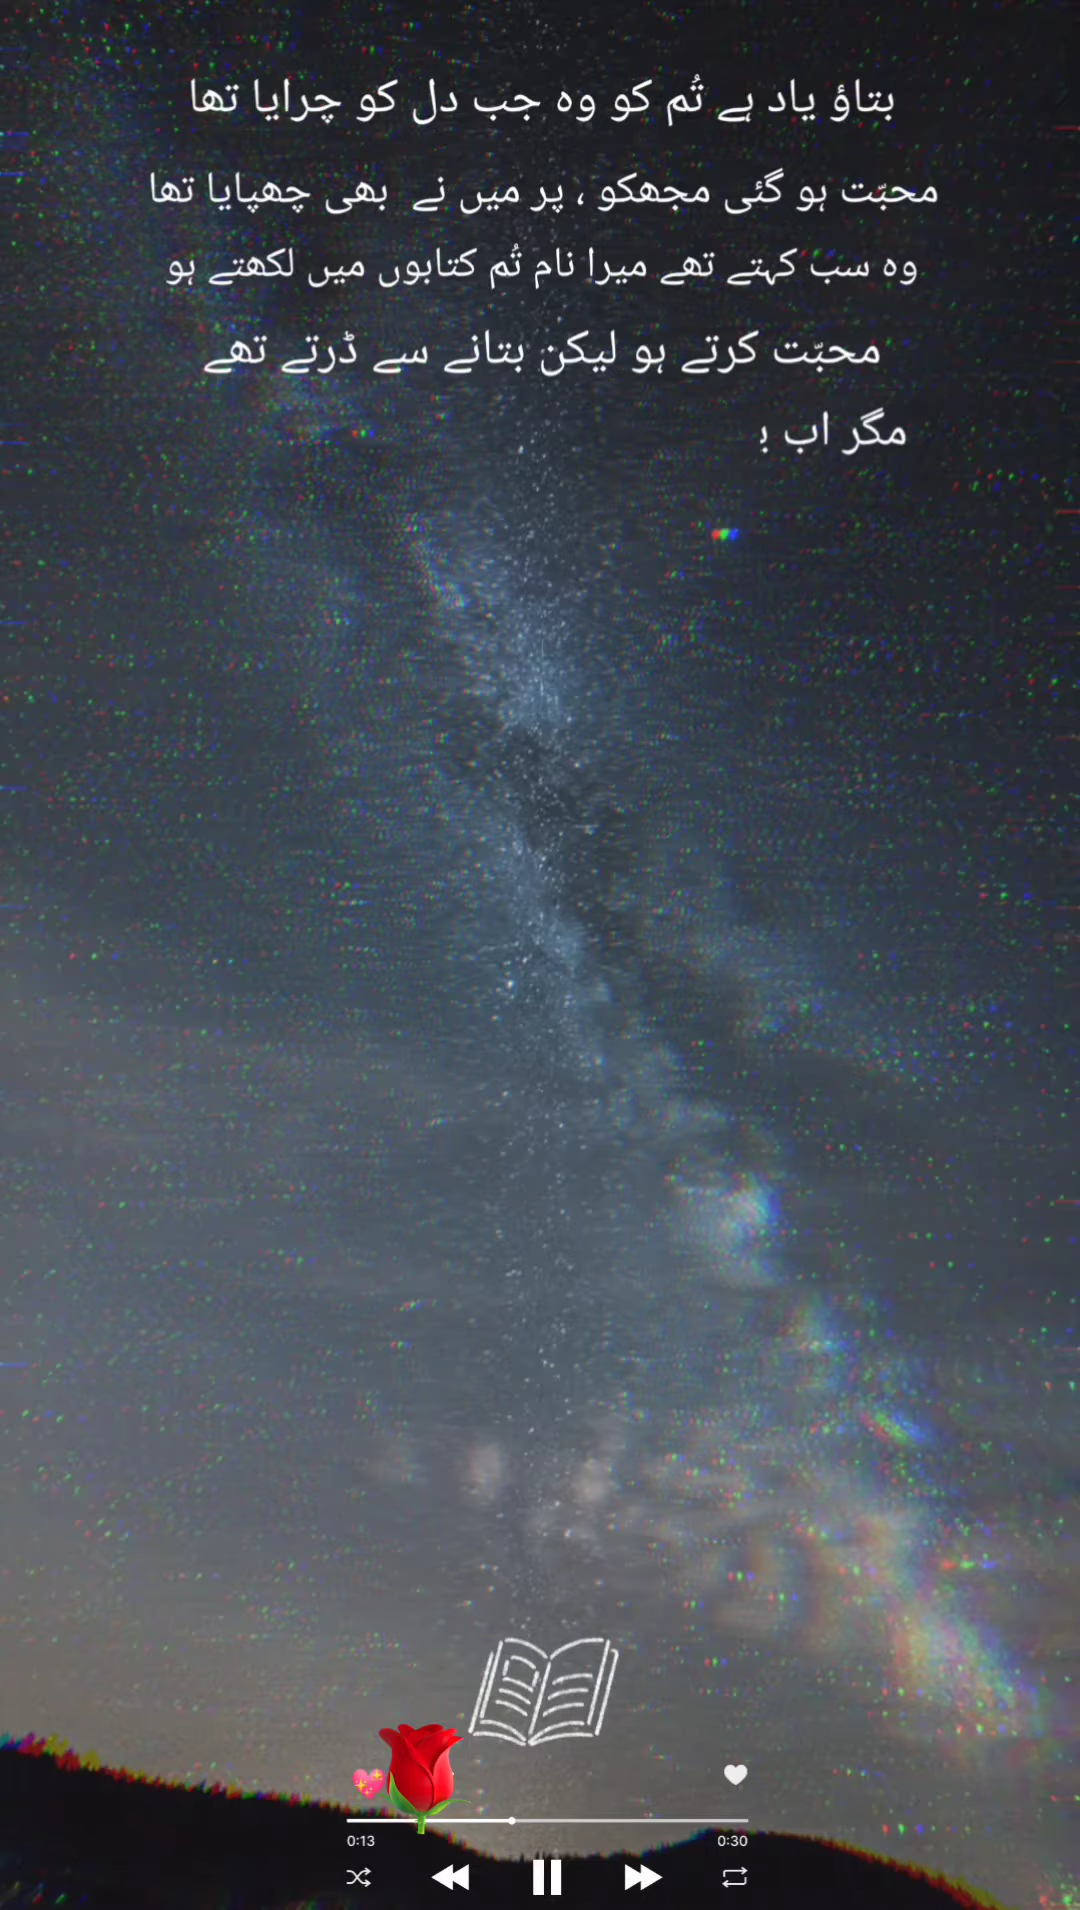 بتاؤ یاد ہے تُم کو وہ جب دل کو چرایا تھا
محبّت ہو گئی مجھکو ، پر میں نے بھی چھپایا تھا
وہ سب کہتے تھے میرا نام تُم کتابوں میں لکھتے ہو
محبّت کرتے ہو لیکن بتانے سے ڈرتے تھے
مگر اب
0:13 0:30